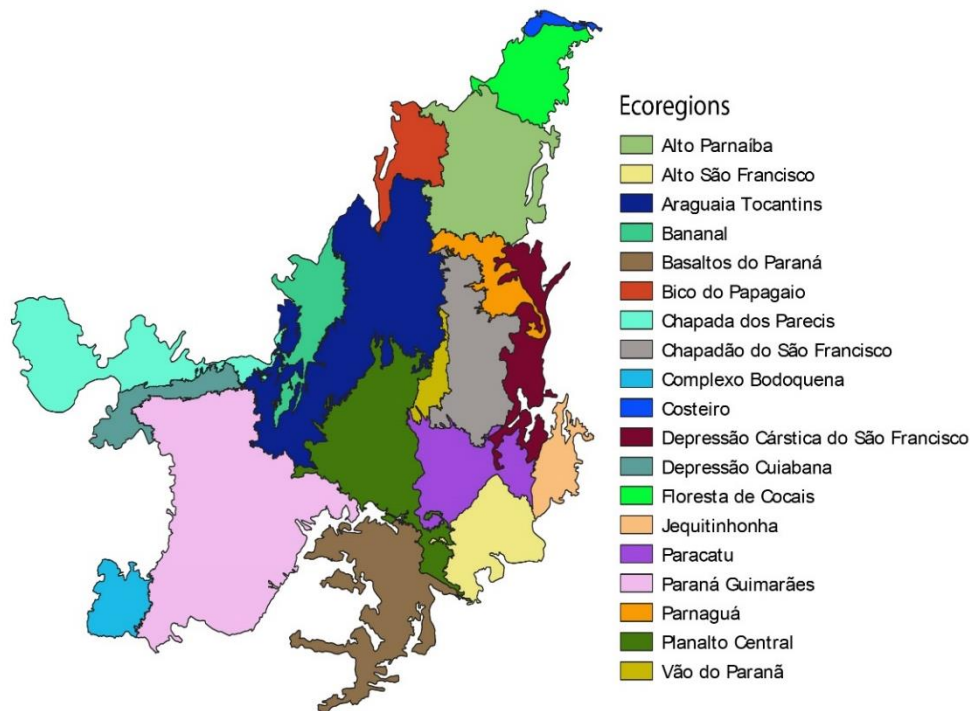 Ecoregions
Alto Parnaíba
Alto São Francisco
Araguaia Tocantins
Bananal
Basaltos do Paraná
Bico do Papagaio
Chapada dos Parecis
Chapadão do São Francisco
Complexo Bodoquena
Costeiro
Depressão Cárstica do São Francisco
Depressão Cuiabana
Floresta de Cocais
Jequitinhonha
Paracatu
Paraná Guimarães
Parnaguá
Planalto Central
Vão do Paranã